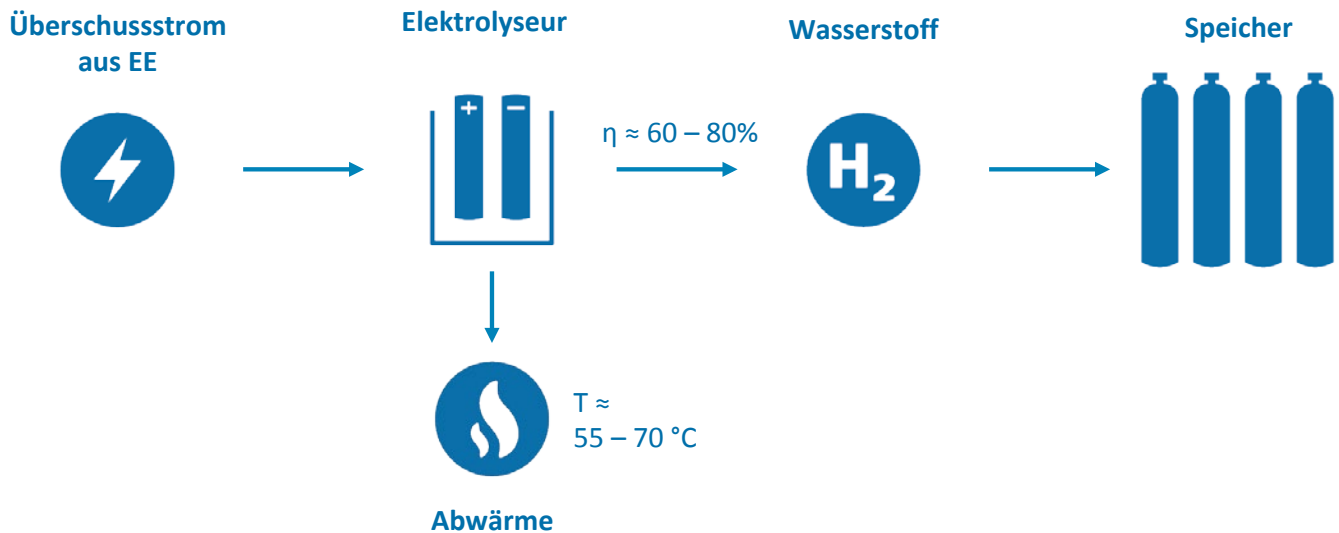 Überschussstrom
aus EE
Elektrolyseur
Wasserstoff
Speicher
+ −
η ≈ 60 – 80%
H₂
T ≈
55 – 70 °C
Abwärme